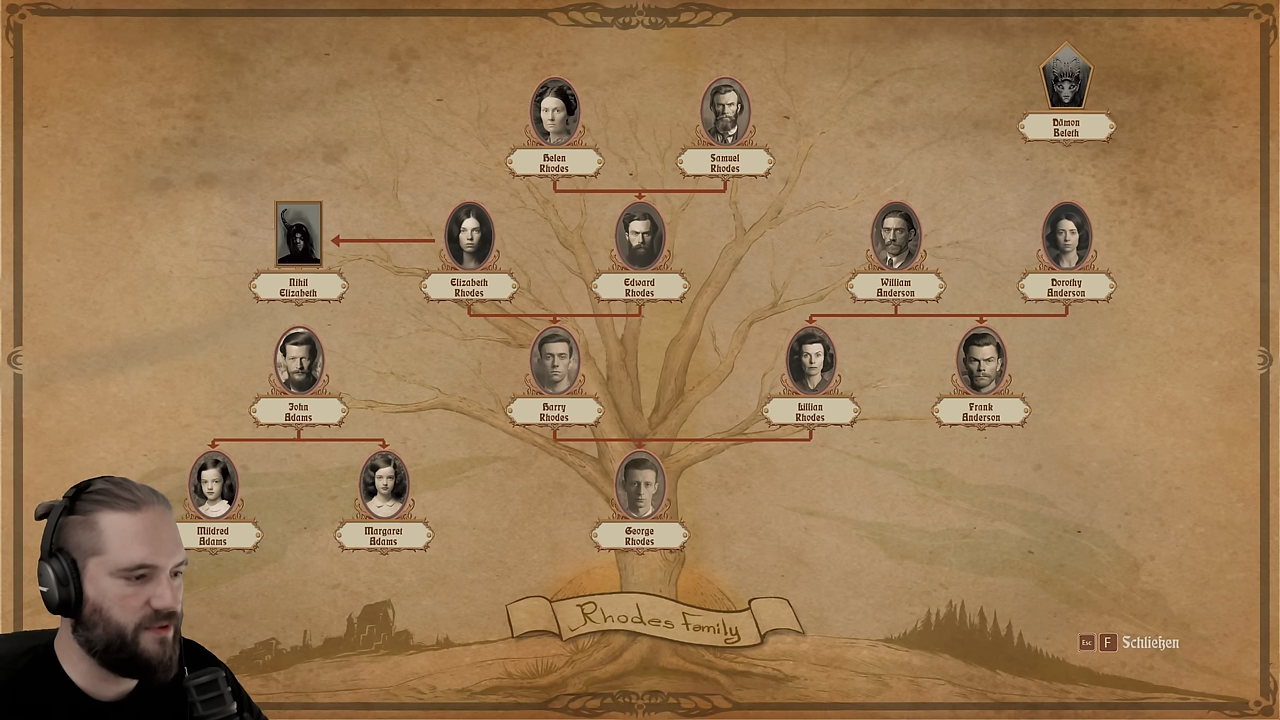 Helen
Rhodes
Samuel
Rhodes
Dämon
Beleth
Nihil
Elizabeth
Elizabeth
Rhodes
Edward
Rhodes
William
Anderson
Dorothy
Anderson
John
Adams
Harry
Rhodes
Lillian
Rhodes
Frank
Anderson
Mildred
Adams
Margaret
Adams
George
Rhodes
Rhodes Family
Esc F Schließen